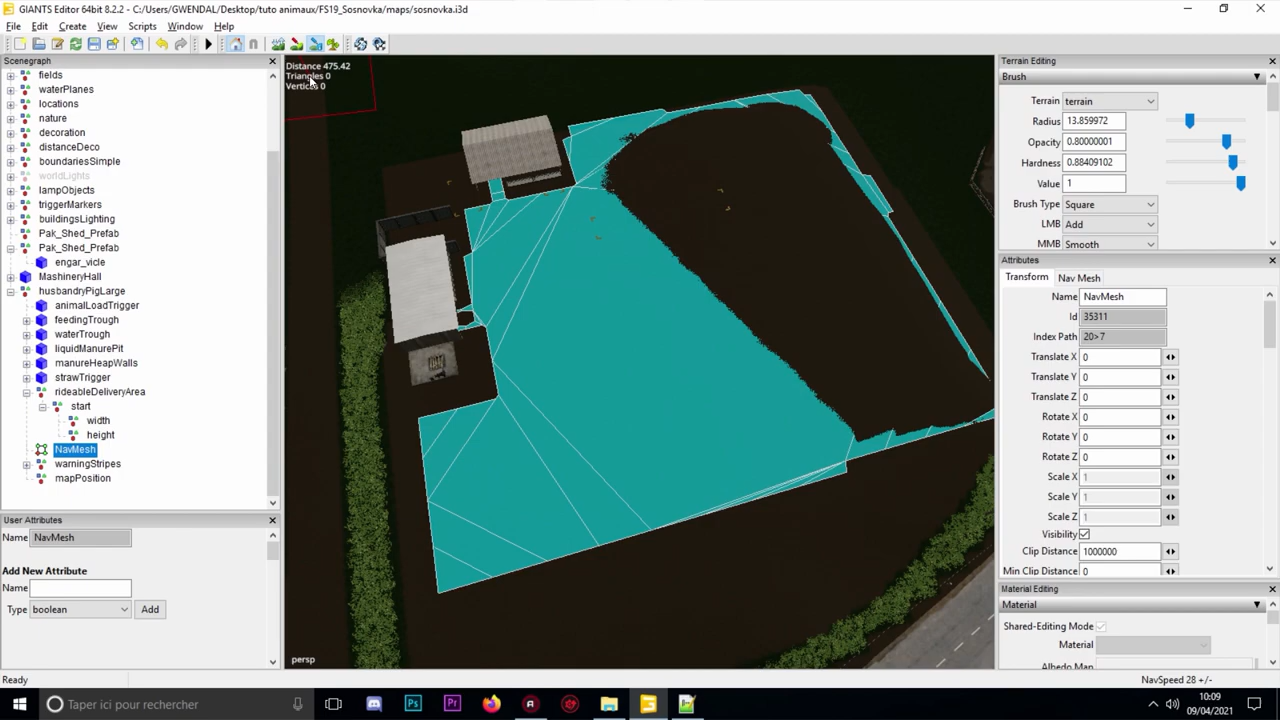 GIANTS Editor 64bit 8.2.2 - C:/Users/GWENDAL/Desktop/tuto animaux/FS19_Sosnovka/maps/sosnovka.i3d
File Edit Create View Scripts Window Help
Scenegraph
fields
waterPlanes
locations
nature
decoration
distanceDeco
boundariesSimple
worldLights
lampObjects
triggerMarkers
buildingsLighting
Pak_Shed_Prefab
Pak_Shed_Prefab
engar_vicle
MashineryHall
husbandryPigLarge
animalLoadTrigger
feedingTrough
waterTrough
liquidManurePit
manureHeapWalls
strawTrigger
rideableDeliveryArea
start
width
height
NavMesh
warningStripes
mapPosition
User Attributes
Name NavMesh
Add New Attribute
Name
Type boolean Add
Distance 475.42
Triangles 0
Vertices 0
persp
Terrain Editing
Brush
Terrain terrain
Radius 13.859972
Opacity 0.80000001
Hardness 0.88409102
Value 1
Brush Type Square
LMB Add
MMB Smooth
Attributes
Transform Nav Mesh
Name NavMesh
Id 35311
Index Path 20>7
Translate X 0
Translate Y 0
Translate Z 0
Rotate X 0
Rotate Y 0
Rotate Z 0
Scale X 1
Scale Y 1
Scale Z 1
Visibility
Clip Distance 1000000
Min Clip Distance 0
Material Editing
Material
Shared-Editing Mode
Material
Albedo Map
Ready
NavSpeed 28 +/-
Taper ici pour rechercher
10:09
09/04/2021